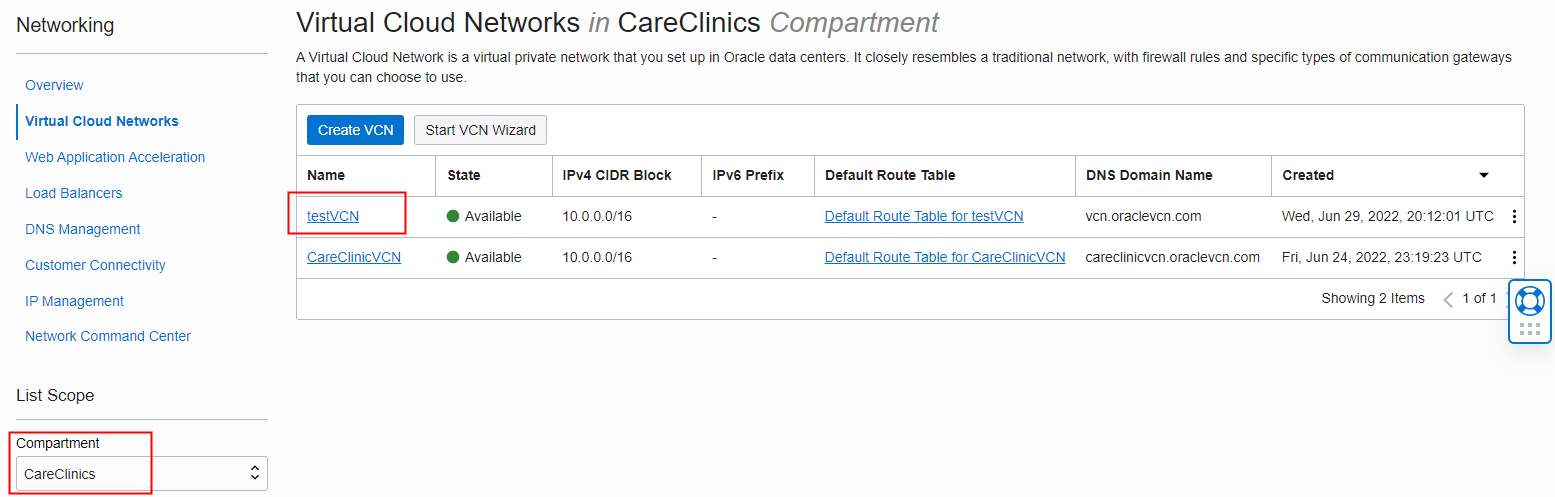 Networking
Overview
Virtual Cloud Networks
Web Application Acceleration
Load Balancers
DNS Management
Customer Connectivity
IP Management
Network Command Center
List Scope
Compartment
CareClinics
Virtual Cloud Networks in CareClinics Compartment
A Virtual Cloud Network is a virtual private network that you set up in Oracle data centers. It closely resembles a traditional network, with firewall rules and specific types of communication gateways
that you can choose to use.
Create VCN Start VCN Wizard
Name State IPv4 CIDR Block IPv6 Prefix Default Route Table DNS Domain Name Created
testVCN Available 10.0.0.0/16 - Default Route Table for testVCN vcn.oraclevcn.com Wed, Jun 29, 2022, 20:12:01 UTC
CareClinicVCN Available 10.0.0.0/16 - Default Route Table for CareClinicVCN careclinicvcn.oraclevcn.com Fri, Jun 24, 2022, 23:19:23 UTC
Showing 2 Items 1 of 1